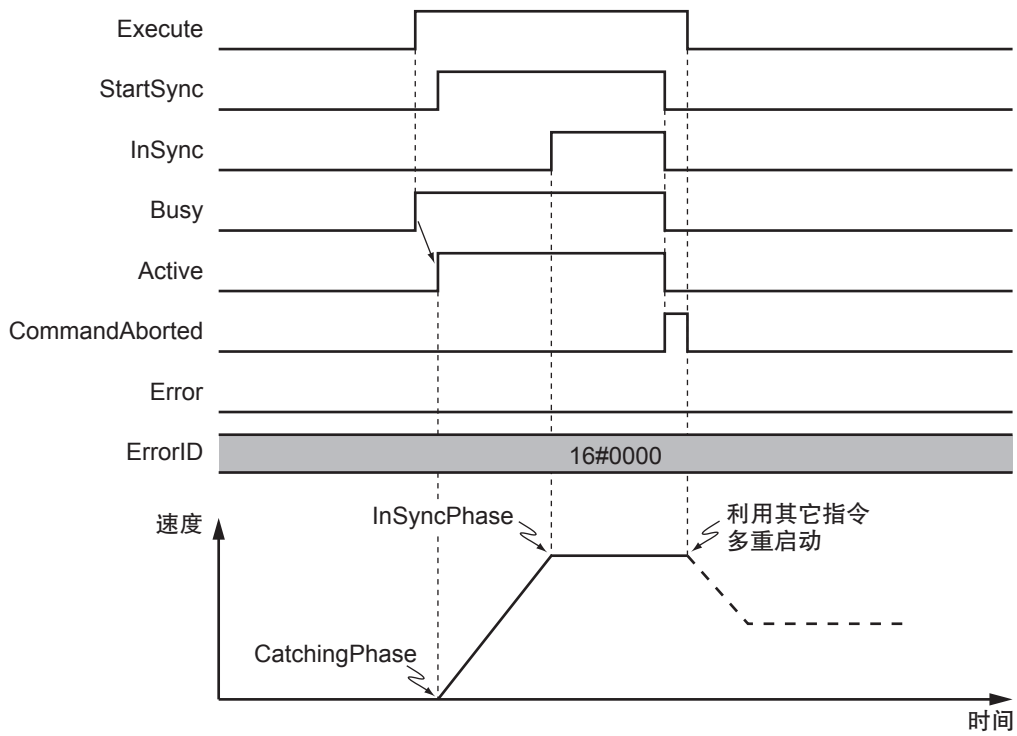 Execute
StartSync
InSync
Busy
Active
CommandAborted
Error
ErrorID
16#0000
速度
InSyncPhase
利用其它指令
多重启动
CatchingPhase
时间